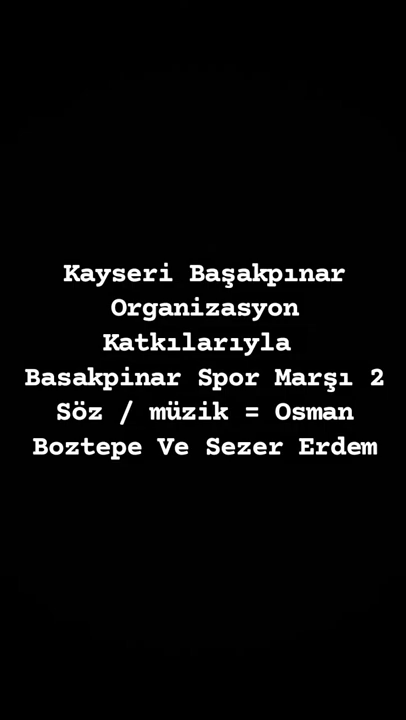 Kayseri Başakpınar
Organizasyon
Katkılarıyla
Basakpinar Spor Marşı 2
Söz / müzik = Osman
Boztepe Ve Sezer Erdem